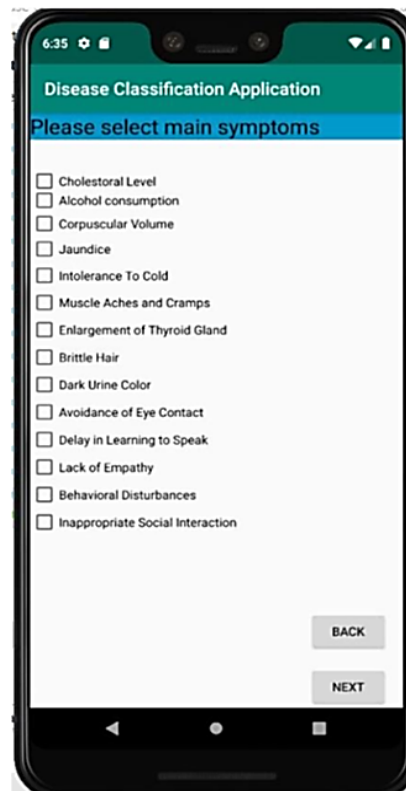 6:35
Disease Classification Application
Please select main symptoms
Cholestoral Level
Alcohol consumption
Corpuscular Volume
Jaundice
Intolerance To Cold
Muscle Aches and Cramps
Enlargement of Thyroid Gland
Brittle Hair
Dark Urine Color
Avoidance of Eye Contact
Delay in Learning to Speak
Lack of Empathy
Behavioral Disturbances
Inappropriate Social Interaction
BACK
NEXT